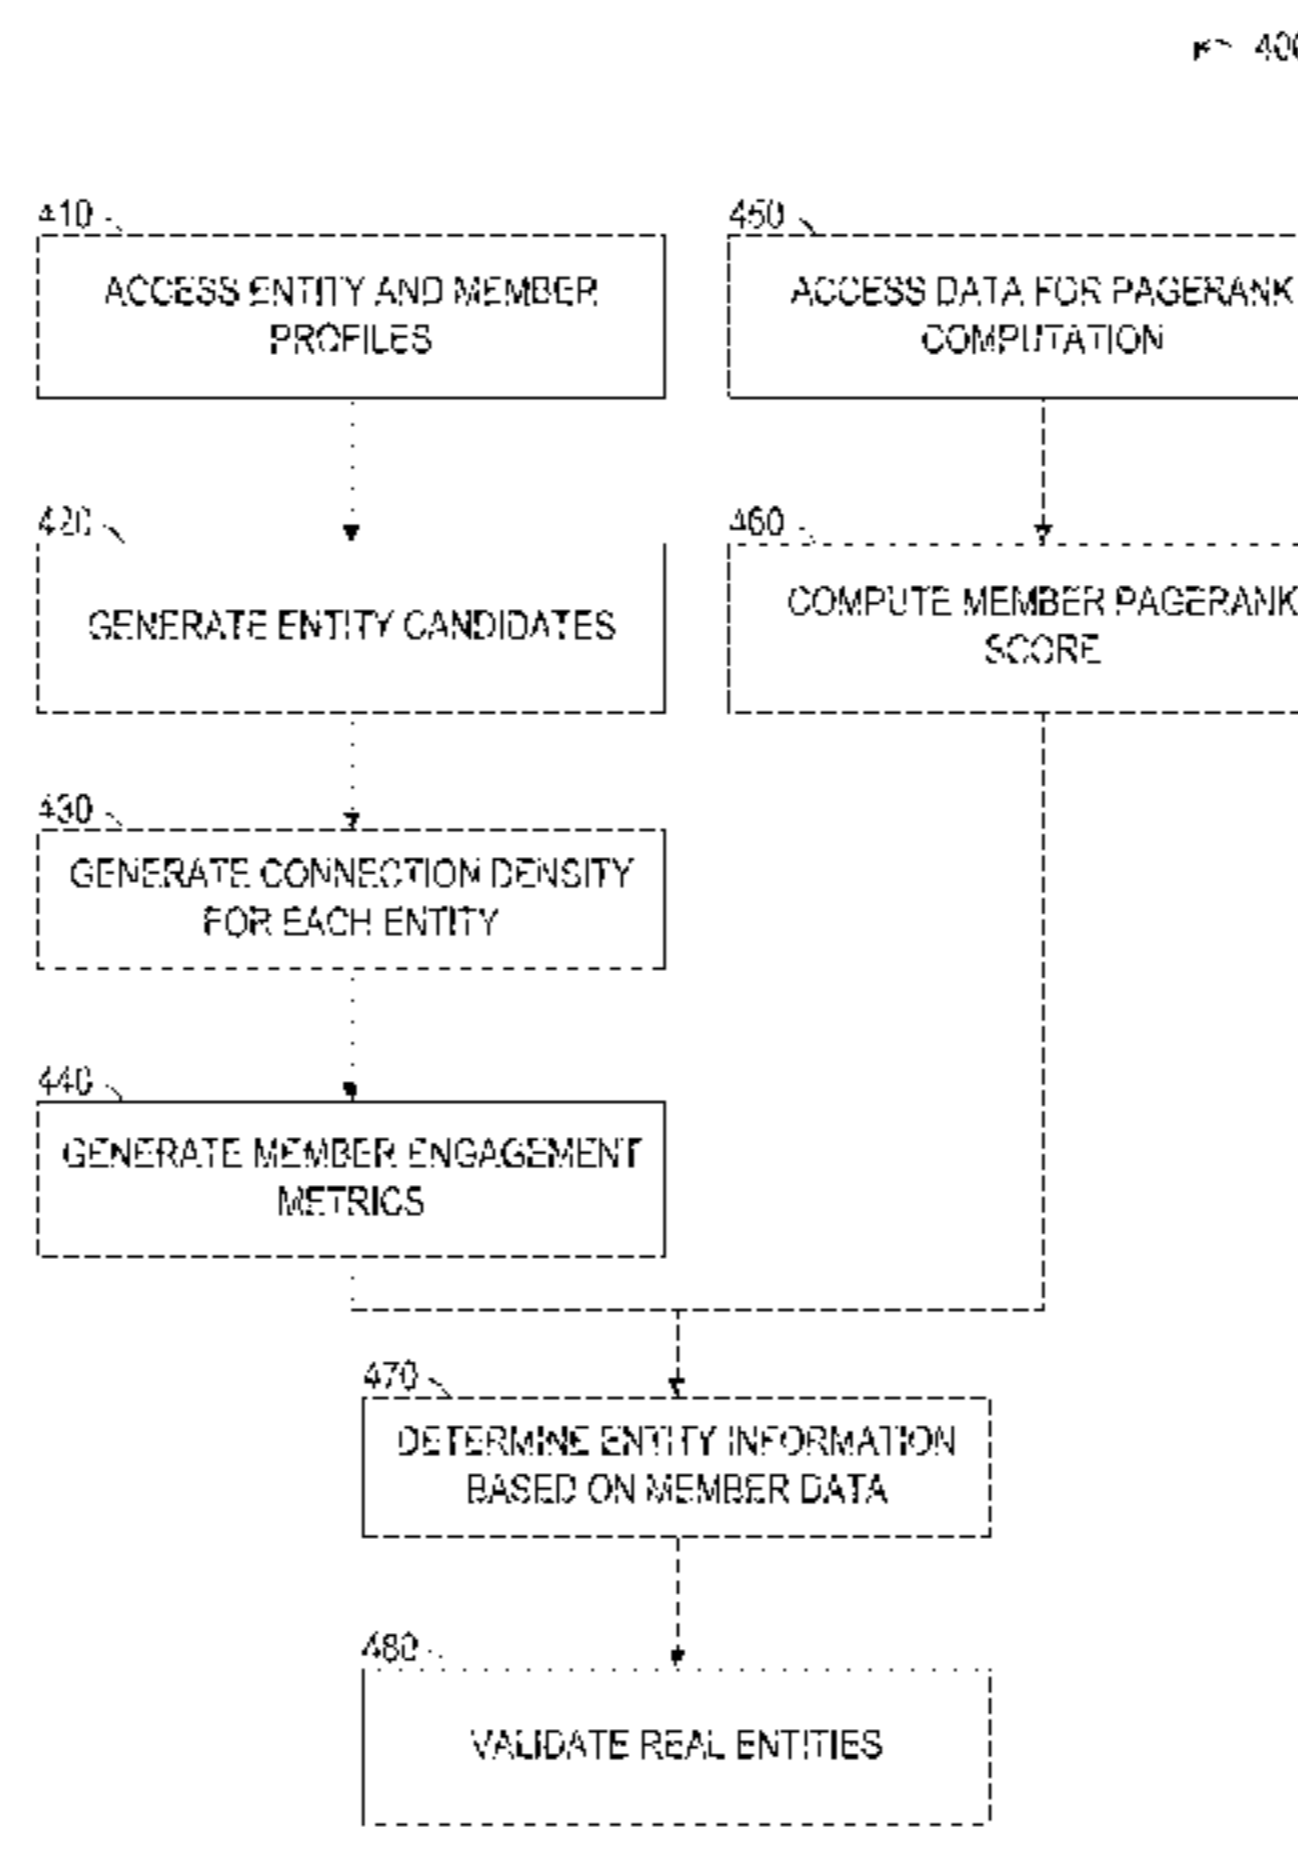 400
410
ACCESS ENTITY AND MEMBER
PROFILES
450
ACCESS DATA FOR PAGERANK
COMPUTATION
420
GENERATE ENTITY CANDIDATES
460
COMPUTE MEMBER PAGERANK
SCORE
430
GENERATE CONNECTION DENSITY
FOR EACH ENTITY
440
GENERATE MEMBER ENGAGEMENT
METRICS
470
DETERMINE ENTITY INFORMATION
BASED ON MEMBER DATA
480
VALIDATE REAL ENTITIES